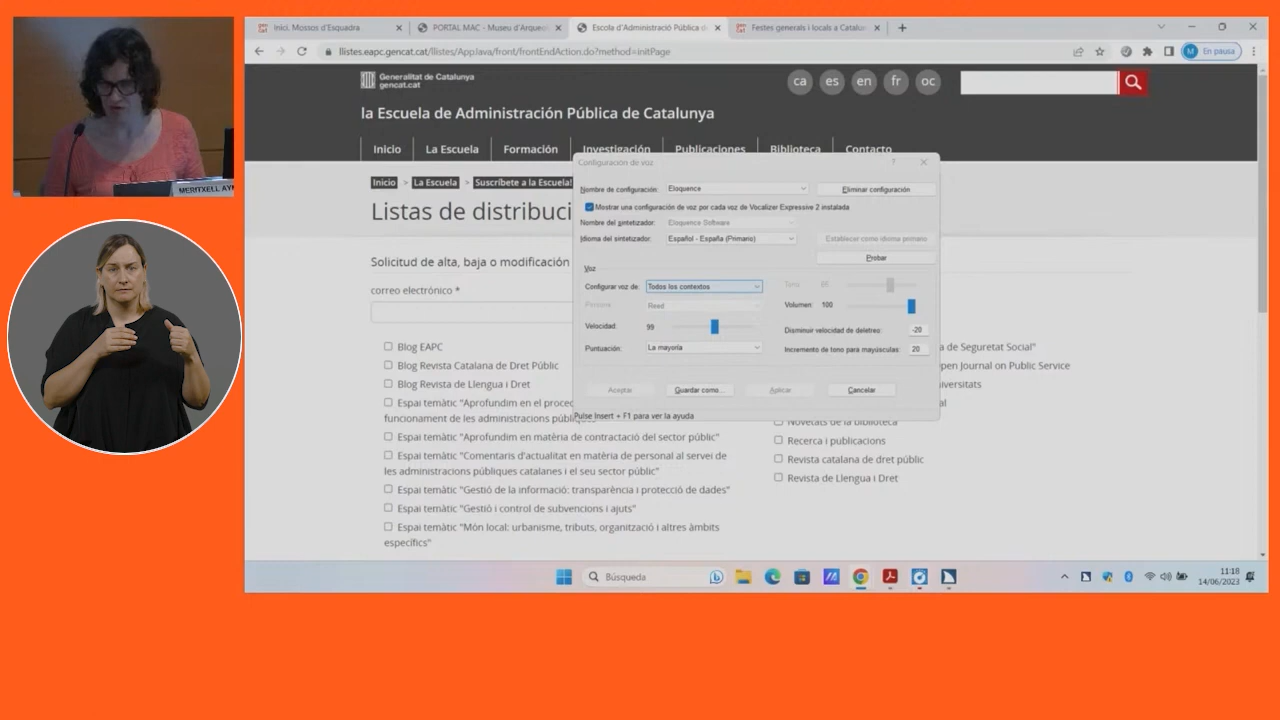 Inici. Mossos d'Esquadra
PORTAL MAC - Museu d'Arqueo
Escola d'Administració Pública de
Festes generals i locals a Catalun
llistes.eapc.gencat.cat/llistes/AppJava/front/frontEndAction.do?method=initPage
M
En pausa
Generalitat de Catalunya
gencat.cat
ca
es
en
fr
oc
la Escuela de Administración Pública de Catalunya
Inicio
La Escuela
Formación
Investigación
Publicaciones
Biblioteca
Contacto
Inicio > La Escuela > Suscríbete a la Escuela!
Listas de distribuci
Solicitud de alta, baja o modificación
correo electrónico *
Blog EAPC
Blog Revista Catalana de Dret Públic
Blog Revista de Llengua i Dret
Espai temàtic "Aprofundim en el proce
funcionament de les administracions públiq
Espai temàtic "Aprofundim en matèria de contractació del sector públic"
Espai temàtic "Comentaris d'actualitat en matèria de personal al servei de
les administracions públiques catalanes i el seu sector públic"
Espai temàtic "Gestió de la informació: transparència i protecció de dades"
Espai temàtic "Gestió i control de subvencions i ajuts"
Espai temàtic "Món local: urbanisme, tributs, organització i altres àmbits
específics"
a de Seguretat Social"
pen Journal on Public Service
iversitats
al
Novetats de la biblioteca
Recerca i publicacions
Revista catalana de dret públic
Revista de Llengua i Dret
Configuración de voz
?
Nombre de configuración:
Eloquence
Eliminar configuración
Mostrar una configuración de voz por cada voz de Vocalizer Expressive 2 instalada
Nombre del sintetizador:
Eloquence Software
Idioma del sintetizador:
Español - España (Primario)
Establecer como idioma primario
Probar
Voz
Configurar voz de:
Todos los contextos
Tono:
65
Persona:
Reed
Volumen:
100
Velocidad:
99
Disminuir velocidad de deletreo:
-20
Puntuación:
La mayoría
Incremento de tono para mayúsculas:
20
Aceptar
Guardar como...
Aplicar
Cancelar
Pulse Insert + F1 para ver la ayuda
Búsqueda
11:18
14/06/2023
MERITXELL AYM